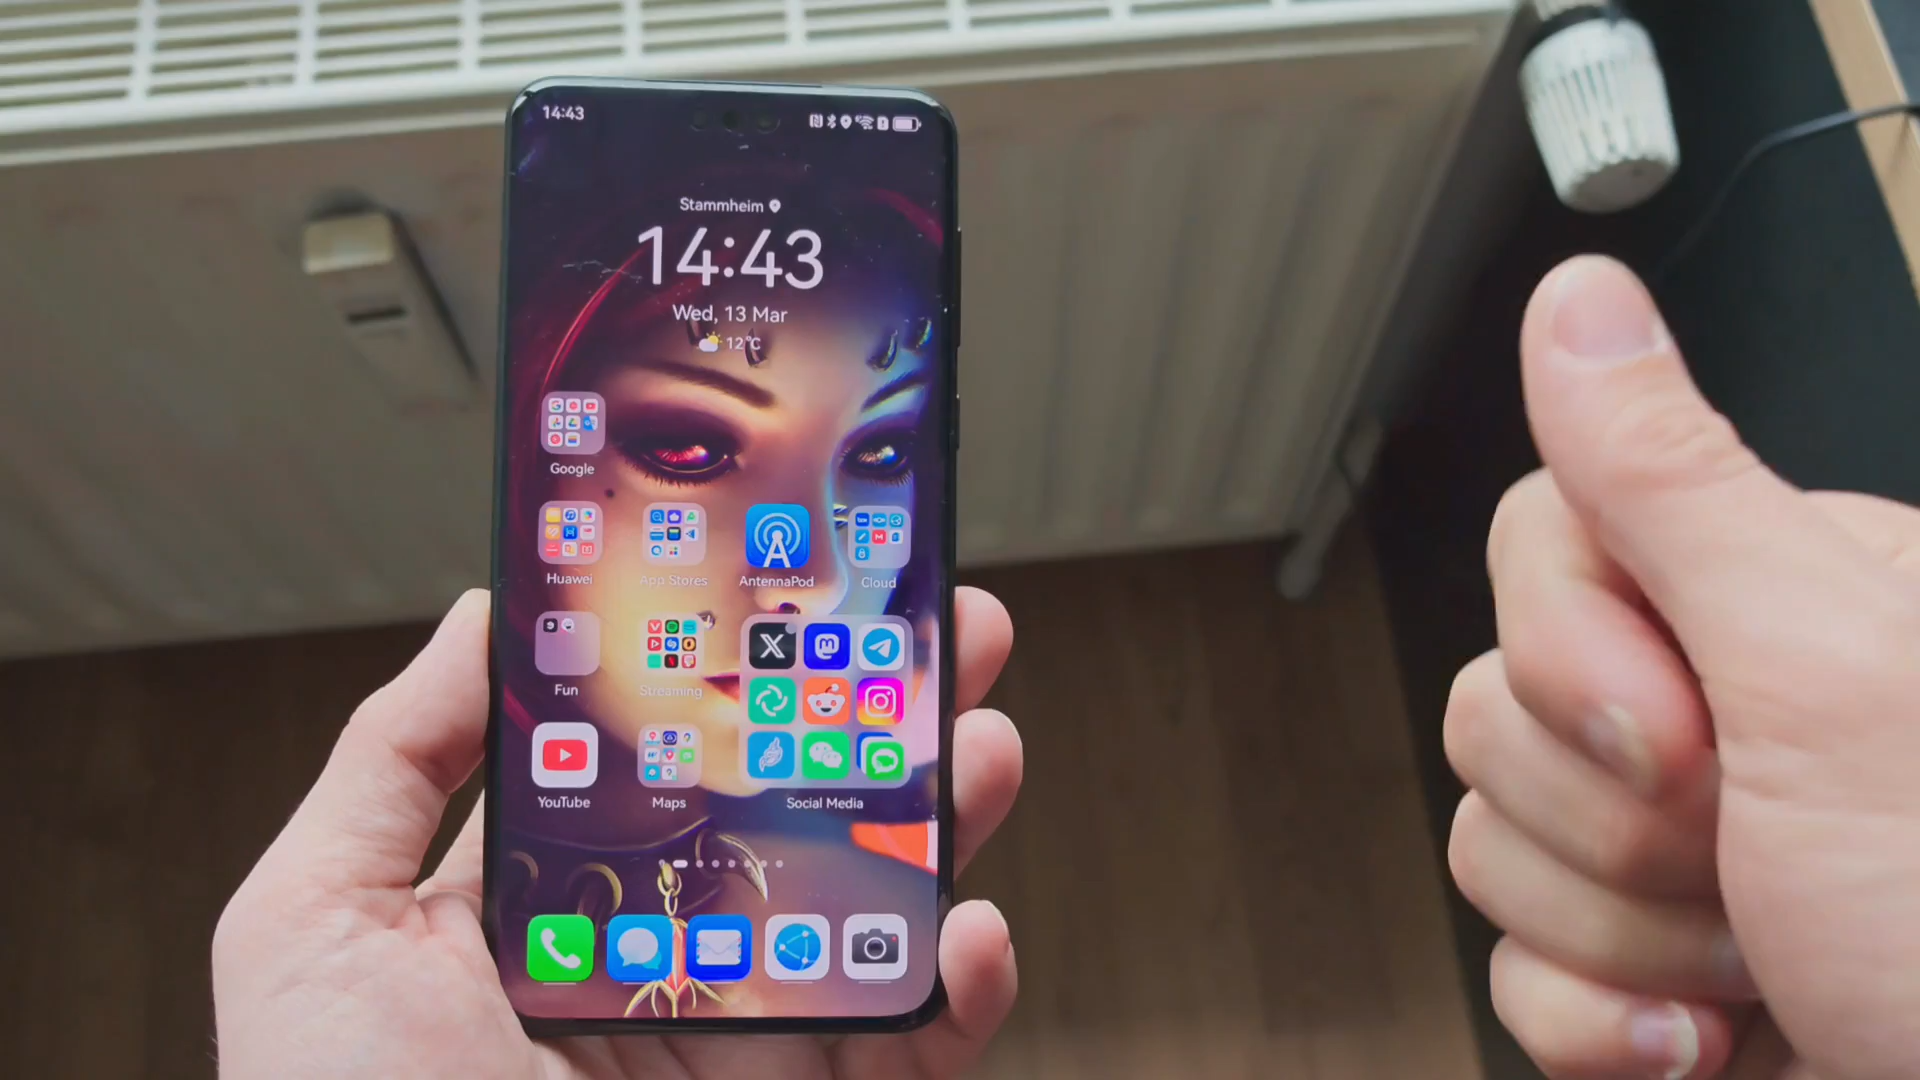 14:43
Stammheim
14:43
Wed, 13 Mar
12°C
Google
Huawei
App Stores
AntennaPod
Cloud
Fun
Streaming
YouTube
Maps
Social Media